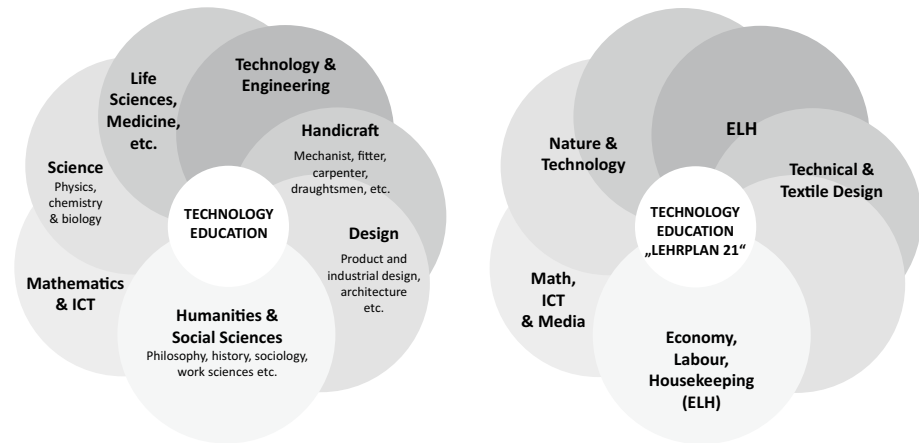 Technology &
Engineering
Life
Sciences,
Medicine,
etc.
Handicraft
Mechanist, fitter,
carpenter,
draughtsmen, etc.
Science
Physics,
chemistry
& biology
TECHNOLOGY
EDUCATION
Design
Product and
industrial design,
architecture
etc.
Mathematics
& ICT
Humanities &
Social Sciences
Philosophy, history, sociology,
work sciences etc.
ELH
Nature &
Technology
Technical &
Textile Design
TECHNOLOGY
EDUCATION
„LEHRPLAN 21“
Math,
ICT
& Media
Economy,
Labour,
Housekeeping
(ELH)